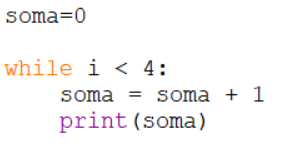 soma=0
while i < 4:
    soma = soma + 1
    print(soma)